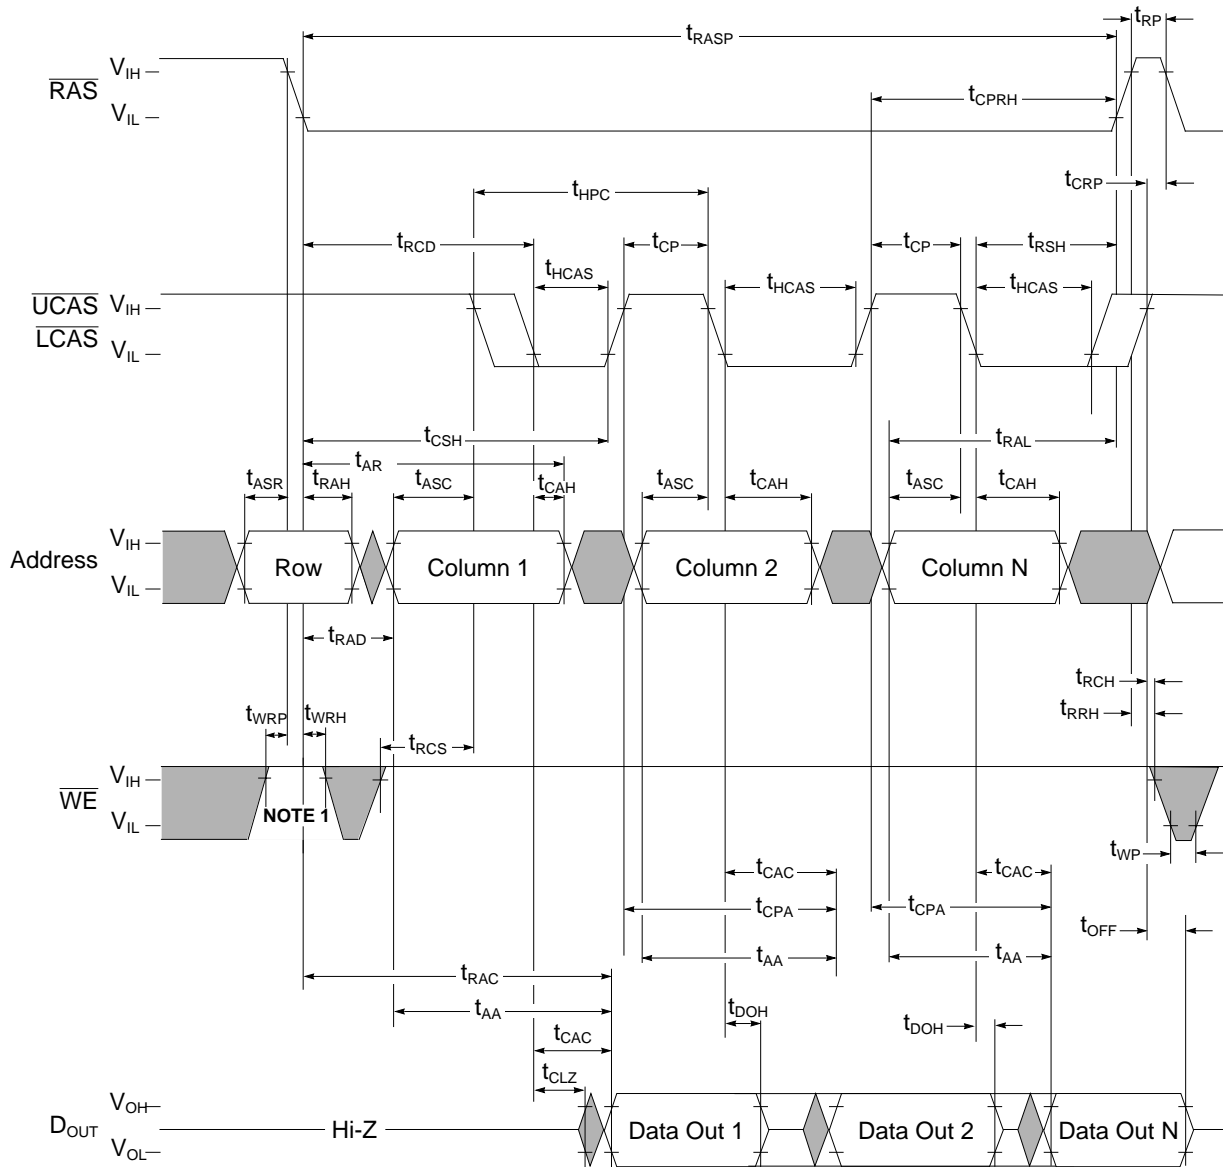 tRP
tRASP
VIH
RAS
tCPRH
VIL
tCRP
tHPC
tRCD
tCP
tCP
tRSH
tHCAS
tHCAS
tHCAS
UCAS VIH
LCAS
VIL
tCSH
tRAL
tAR
tASR
tRAH
tASC
tCAH
tASC
tCAH
tASC
tCAH
VIH
Address
Row
Column 1
Column 2
Column N
VIL
tRAD
tRCH
tWRP
tWRH
tRRH
tRCS
VIH
WE
NOTE 1
VIL
tWP
tCAC
tCAC
tCPA
tCPA
tOFF
tAA
tAA
tRAC
tAA
tDOH
tDOH
tCAC
tCLZ
VOH
DOUT
Hi-Z
Data Out 1
Data Out 2
Data Out N
VOL